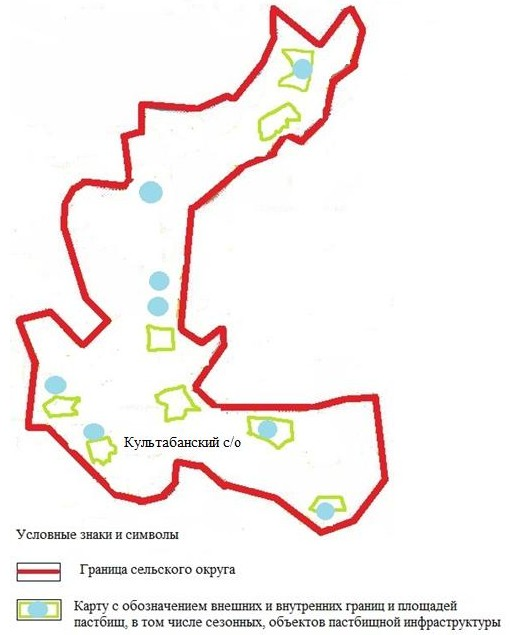 Культабанский с/о
Условные знаки и символы
Граница сельского округа
Карту с обозначением внешних и внутренних границ и площадей
пастбищ, в том числе сезонных, объектов пастбищной инфраструктуры